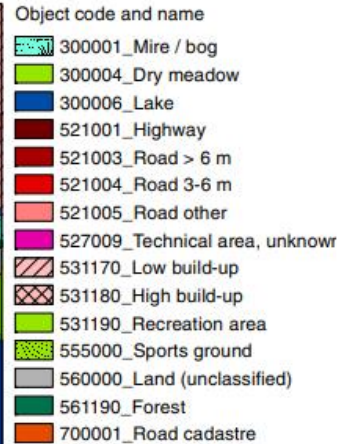 Object code and name
300001_Mire / bog
300004_Dry meadow
300006_Lake
521001_Highway
521003_Road > 6 m
521004_Road 3-6 m
521005_Road other
527009_Technical area, unknown
531170_Low build-up
531180_High build-up
531190_Recreation area
555000_Sports ground
560000_Land (unclassified)
561190_Forest
700001_Road cadastre